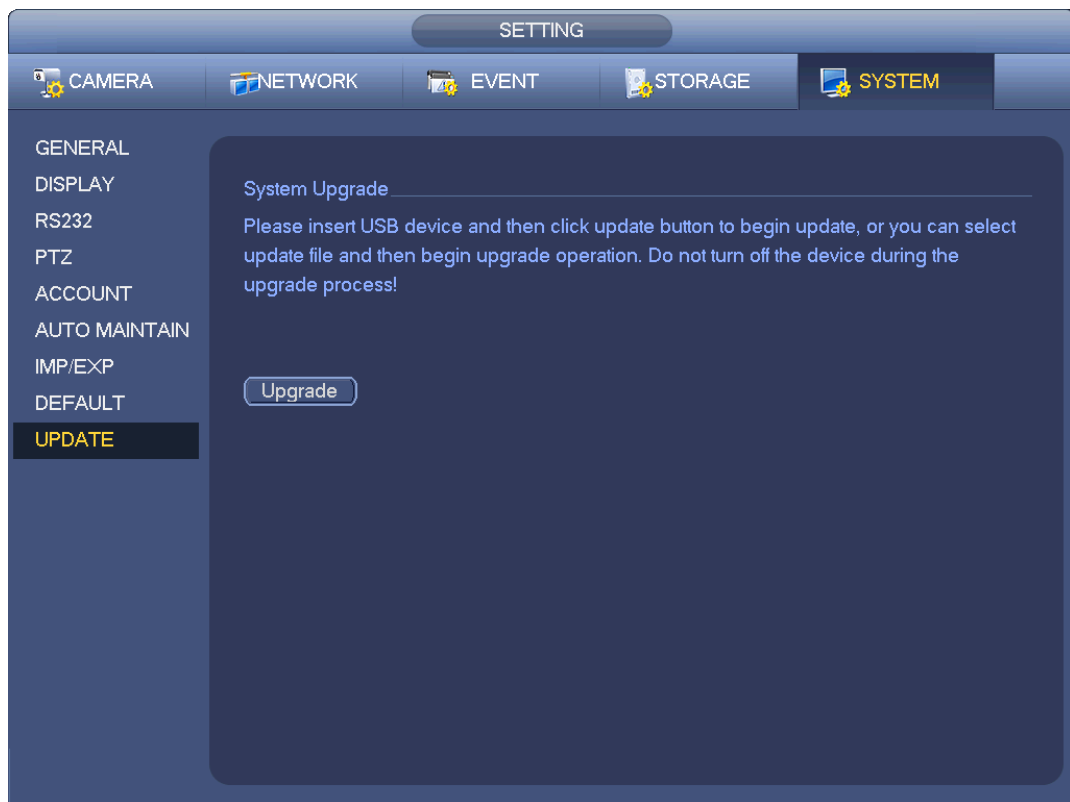 SETTING
CAMERA
NETWORK
EVENT
STORAGE
SYSTEM
GENERAL
DISPLAY
RS232
PTZ
ACCOUNT
AUTO MAINTAIN
IMP/EXP
DEFAULT
UPDATE
System Upgrade
Please insert USB device and then click update button to begin update, or you can select
update file and then begin upgrade operation. Do not turn off the device during the
upgrade process!
Upgrade